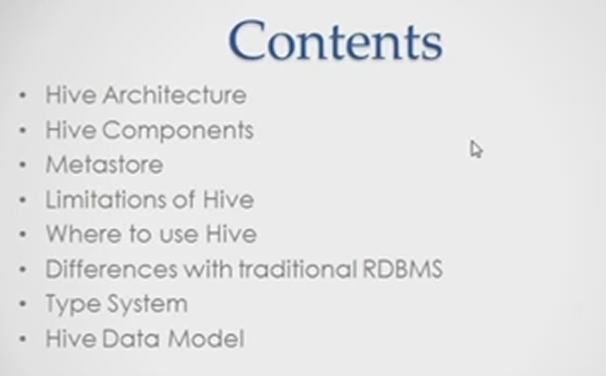 Contents
• Hive Architecture
• Hive Components
• Metastore
• Limitations of Hive
• Where to use Hive
• Differences with traditional RDBMS
• Type System
• Hive Data Model